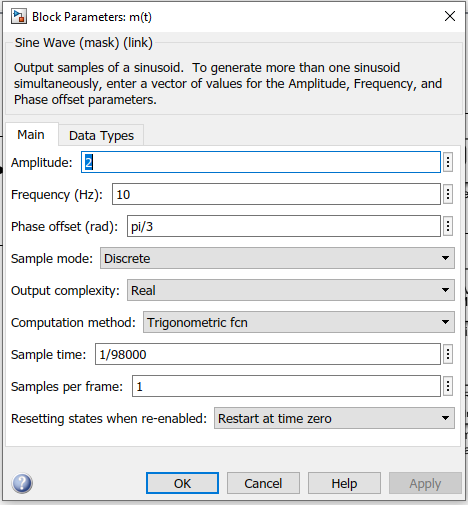 Block Parameters: m(t)
Sine Wave (mask) (link)
Output samples of a sinusoid. To generate more than one sinusoid
simultaneously, enter a vector of values for the Amplitude, Frequency, and
Phase offset parameters.
Main Data Types
Amplitude: 2
Frequency (Hz): 10
Phase offset (rad): pi/3
Sample mode: Discrete
Output complexity: Real
Computation method: Trigonometric fcn
Sample time: 1/98000
Samples per frame: 1
Resetting states when re-enabled: Restart at time zero
? OK Cancel Help Apply